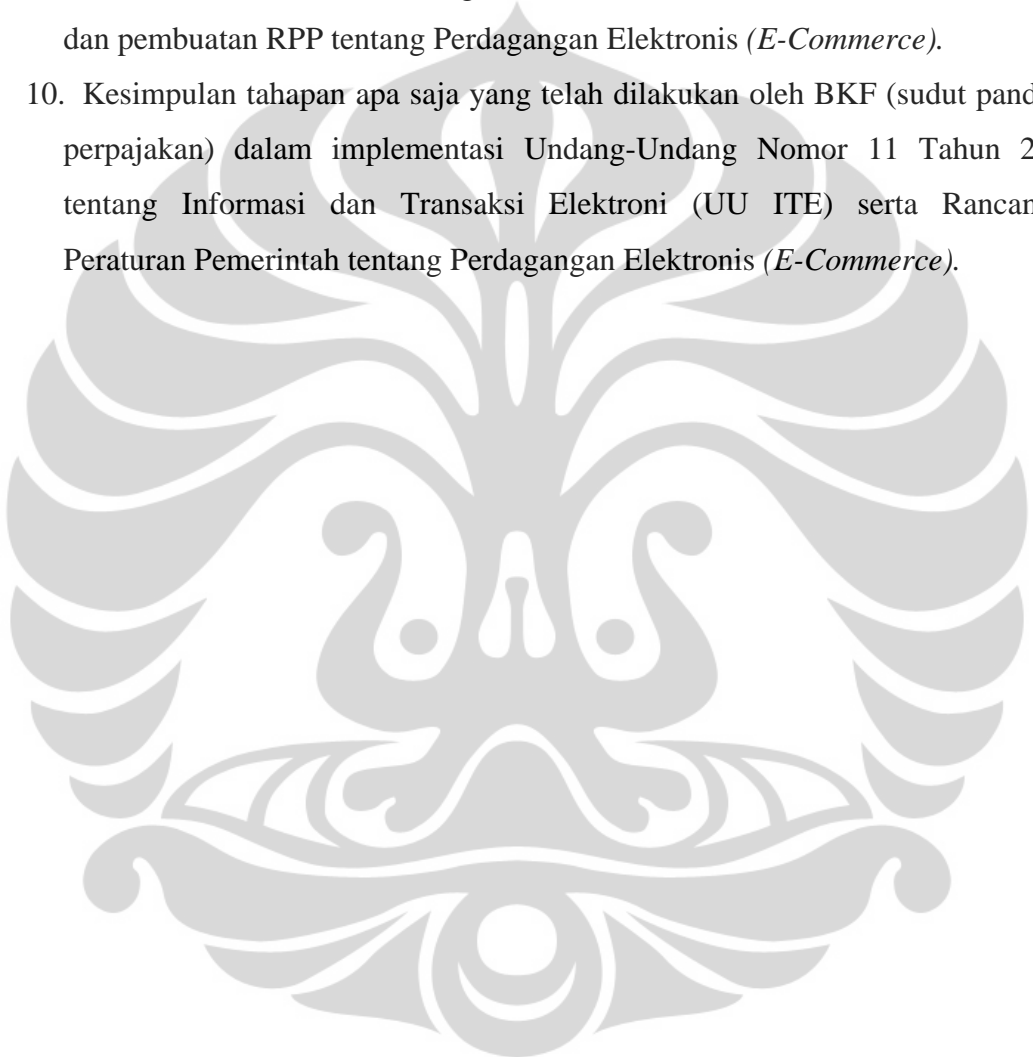 dan pembuatan RPP tentang Perdagangan Elektronis (E-Commerce).
10. Kesimpulan tahapan apa saja yang telah dilakukan oleh BKF (sudut pand
perpajakan) dalam implementasi Undang-Undang Nomor 11 Tahun 2
tentang Informasi dan Transaksi Elektroni (UU ITE) serta Rancan
Peraturan Pemerintah tentang Perdagangan Elektronis (E-Commerce).